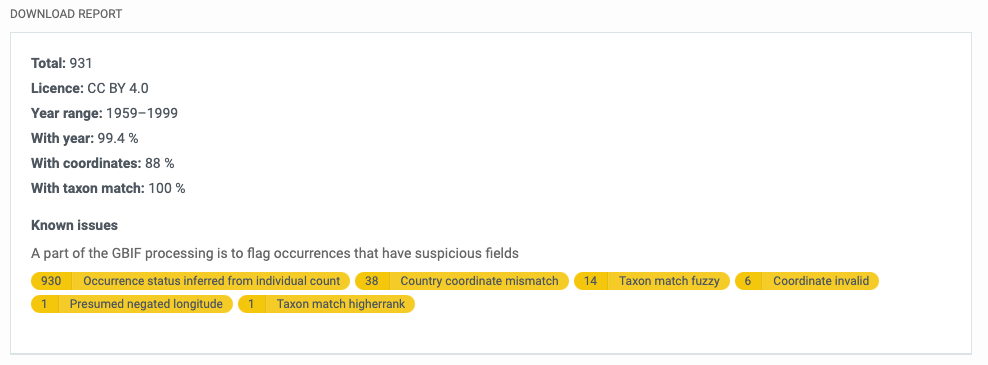 DOWNLOAD REPORT
Total: 931
Licence: CC BY 4.0
Year range: 1959–1999
With year: 99.4 %
With coordinates: 88 %
With taxon match: 100 %
Known issues
A part of the GBIF processing is to flag occurrences that have suspicious fields
930 Occurrence status inferred from individual count 38 Country coordinate mismatch 14 Taxon match fuzzy 6 Coordinate invalid
1 Presumed negated longitude 1 Taxon match higherrank